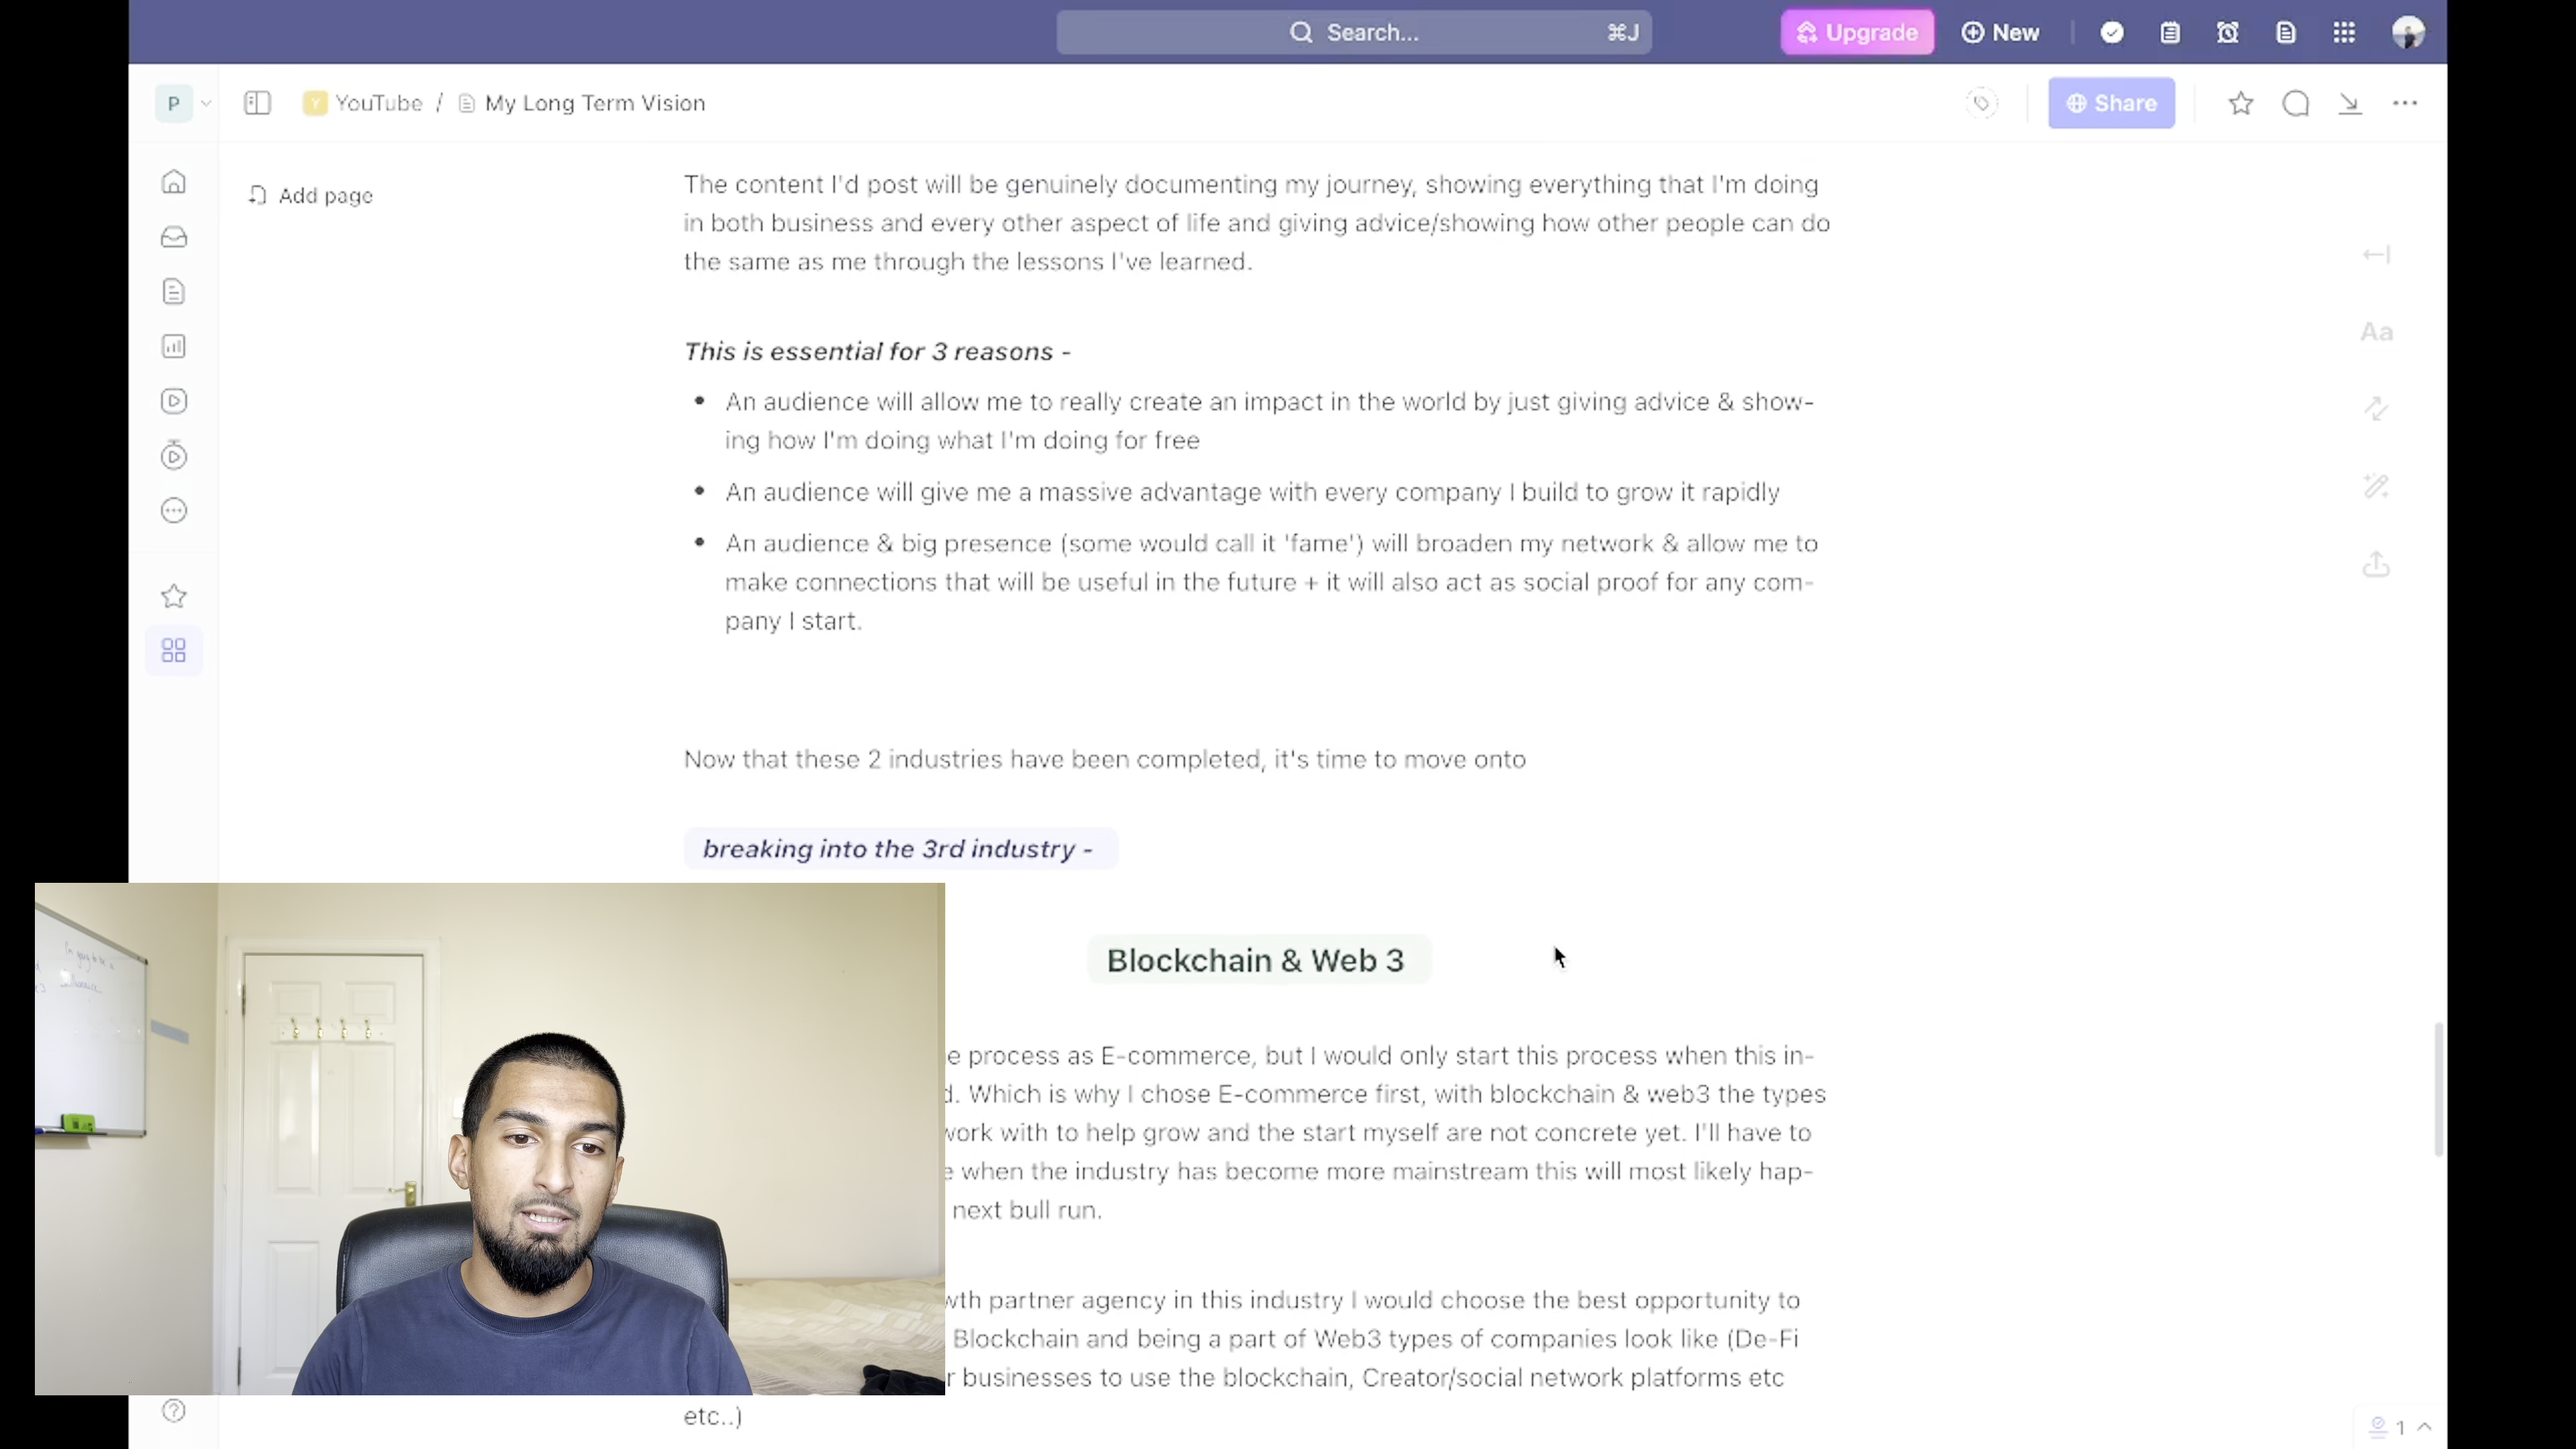 Search... ⌘J
Upgrade
New
P
Y YouTube / My Long Term Vision
Share
Add page
The content I'd post will be genuinely documenting my journey, showing everything that I'm doing
in both business and every other aspect of life and giving advice/showing how other people can do
the same as me through the lessons I've learned.
Aa
This is essential for 3 reasons -
• An audience will allow me to really create an impact in the world by just giving advice & show-
ing how I'm doing what I'm doing for free
• An audience will give me a massive advantage with every company I build to grow it rapidly
• An audience & big presence (some would call it 'fame') will broaden my network & allow me to
make connections that will be useful in the future + it will also act as social proof for any com-
pany I start.
Now that these 2 industries have been completed, it's time to move onto
breaking into the 3rd industry -
Blockchain & Web 3
process as E-commerce, but I would only start this process when this in-
Which is why I chose E-commerce first, with blockchain & web3 the types
work with to help grow and the start myself are not concrete yet. I'll have to
when the industry has become more mainstream this will most likely hap-
next bull run.
partner agency in this industry I would choose the best opportunity to
Blockchain and being a part of Web3 types of companies look like (De-Fi
businesses to use the blockchain, Creator/social network platforms etc
etc..)
1